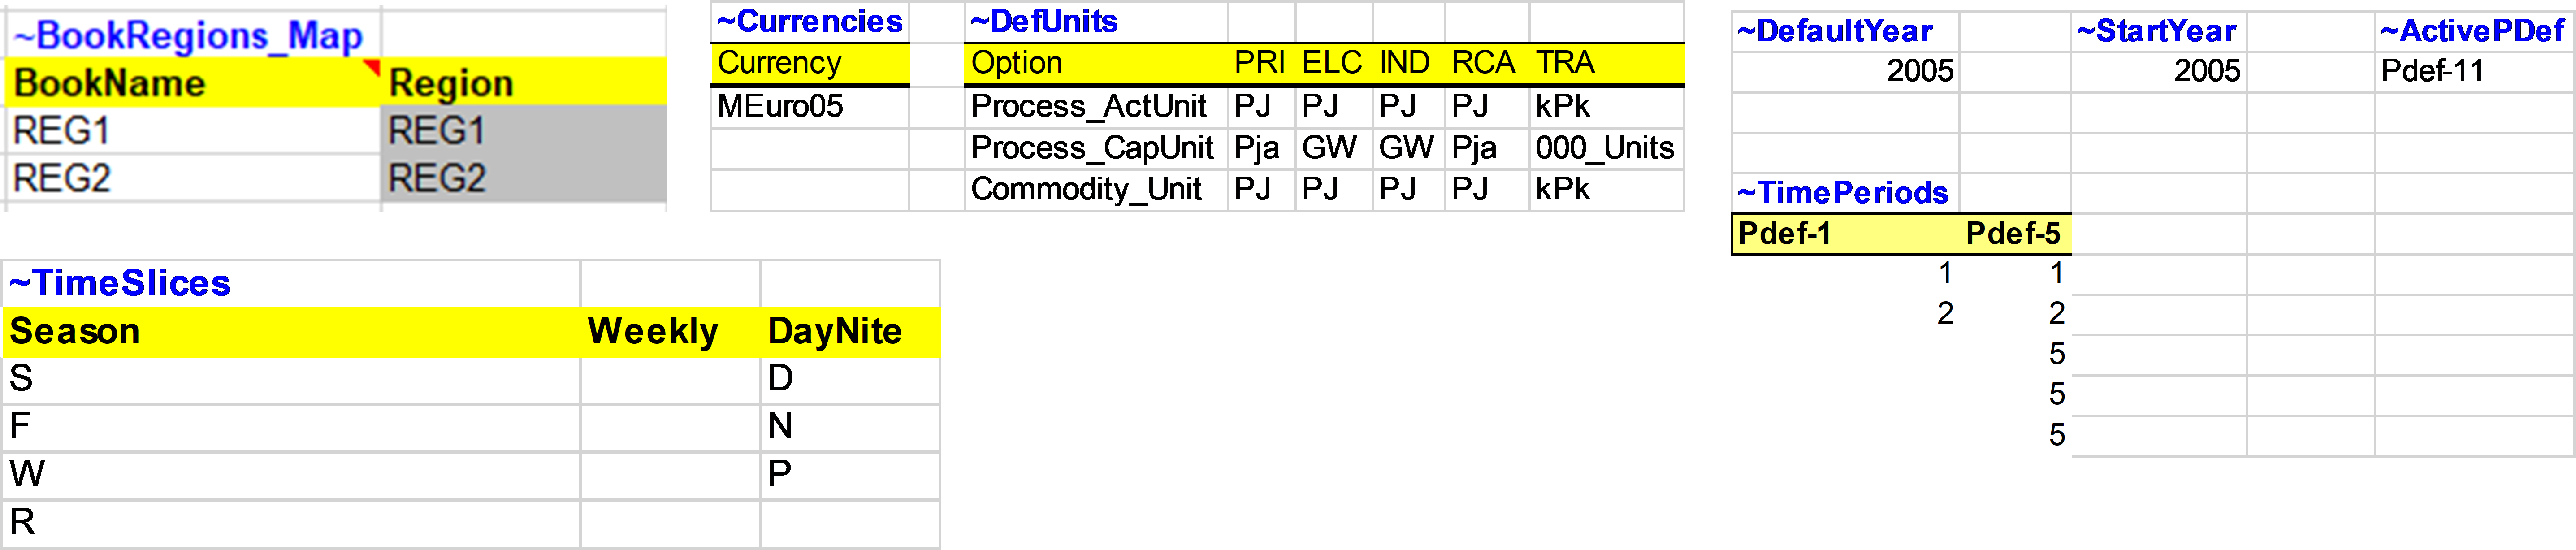 ~BookRegions_Map
BookName Region
REG1 REG1
REG2 REG2
~Currencies ~DefUnits
Currency Option PRI ELC IND RCA TRA
MEuro05 Process_ActUnit PJ PJ PJ PJ kPk
Process_CapUnit Pja GW GW Pja 000_Units
Commodity_Unit PJ PJ PJ PJ kPk
~DefaultYear ~StartYear ~ActivePDef
2005 2005 Pdef-11
~TimePeriods
Pdef-1 Pdef-5
1 1
2 2
5
5
5
~TimeSlices
Season Weekly DayNite
S D
F N
W P
R